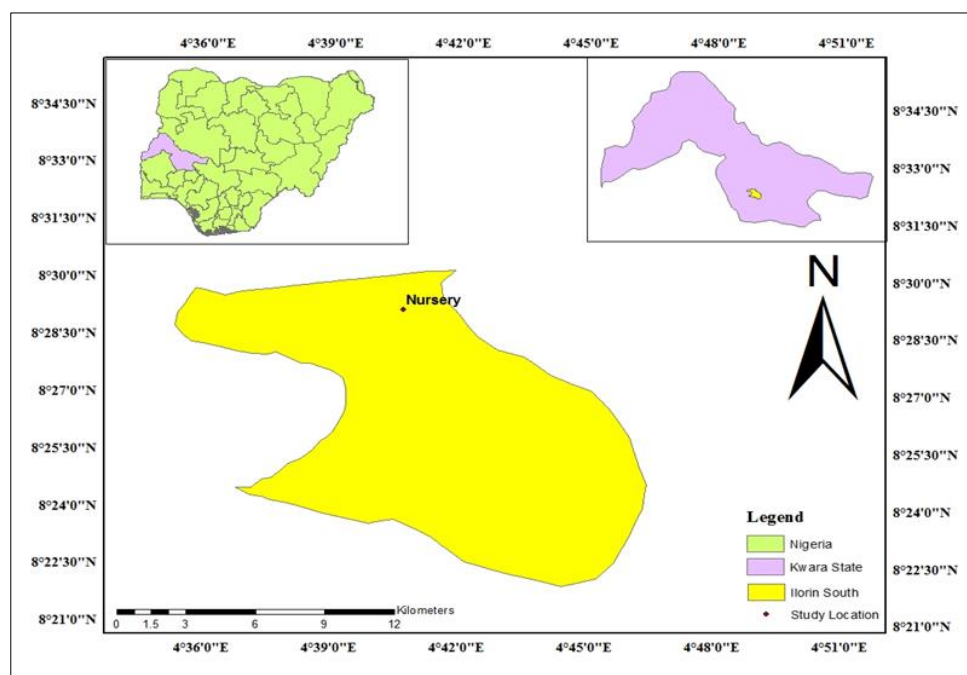 4°36'0"E 4°39'0"E 4°42'0"E 4°45'0"E 4°48'0"E 4°51'0"E
8°34'30"N 8°34'30"N
8°33'0"N 8°33'0"N
8°31'30"N 8°31'30"N
8°30'0"N 8°30'0"N
N
Nursery
8°28'30"N 8°28'30"N
8°27'0"N 8°27'0"N
8°25'30"N 8°25'30"N
8°24'0"N 8°24'0"N
Legend
Nigeria
Kwara State
Ilorin South
Study Location
8°22'30"N 8°22'30"N
8°21'0"N 8°21'0"N
Kilometers
0 1.5 3 6 9 12
4°36'0"E 4°39'0"E 4°42'0"E 4°45'0"E 4°48'0"E 4°51'0"E